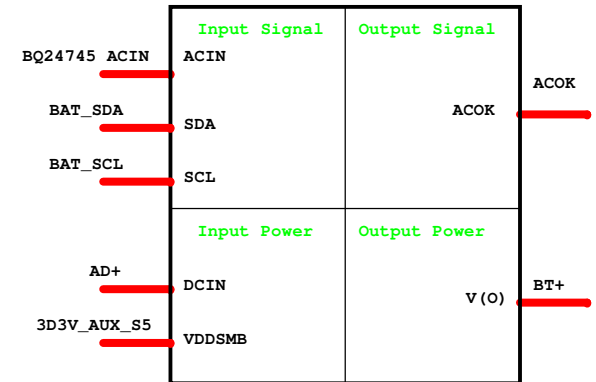 Input Signal Output Signal
BQ24745 ACIN ACIN
ACOK
BAT_SDA ACOK
SDA
BAT_SCL
SCL
Input Power Output Power
AD+
DCIN BT+
V(O)
3D3V_AUX_S5
VDDSMB